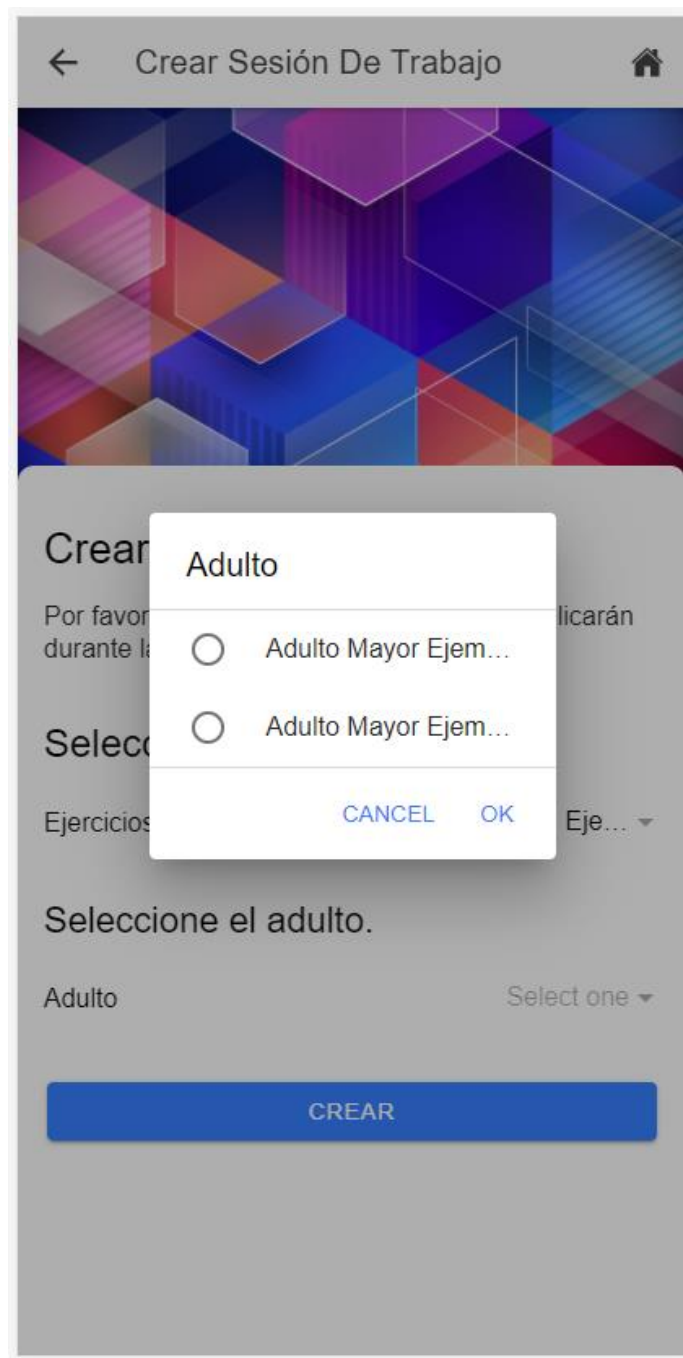 Crear Sesión De Trabajo
Crear
Adulto
Por favor licarán
Adulto Mayor Ejem...
durante la
Adulto Mayor Ejem...
Selecc
CANCEL OK
Ejercicios Eje...
Seleccione el adulto.
Adulto Select one
CREAR